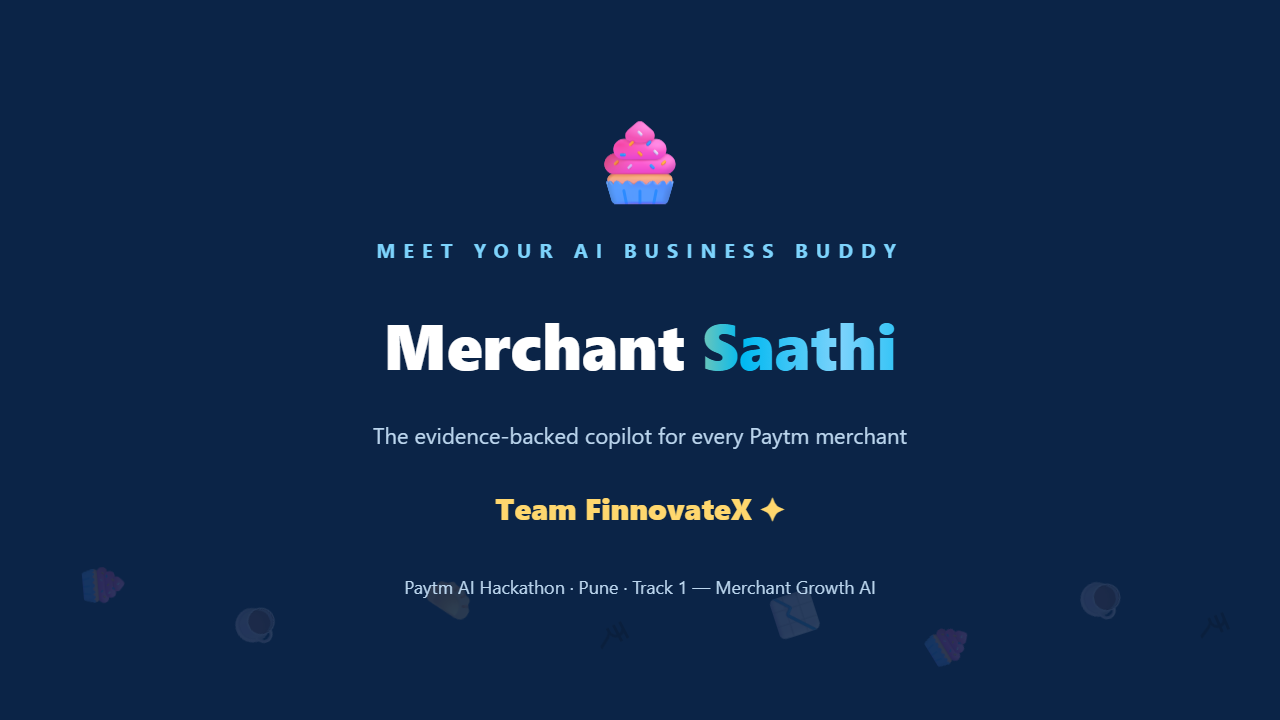 MEET YOUR AI BUSINESS BUDDY
Merchant Saathi
The evidence-backed copilot for every Paytm merchant
Team FinnovateX ✦
Paytm AI Hackathon · Pune · Track 1 — Merchant Growth AI